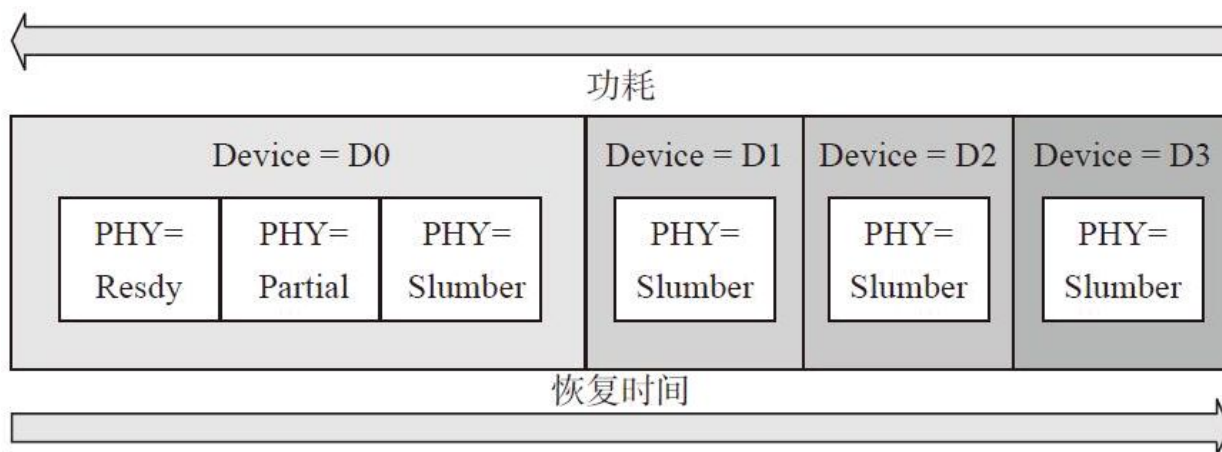 功耗
Device = D0
Device = D1
Device = D2
Device = D3
PHY=
Resdy
PHY=
Partial
PHY=
Slumber
PHY=
Slumber
PHY=
Slumber
PHY=
Slumber
恢复时间